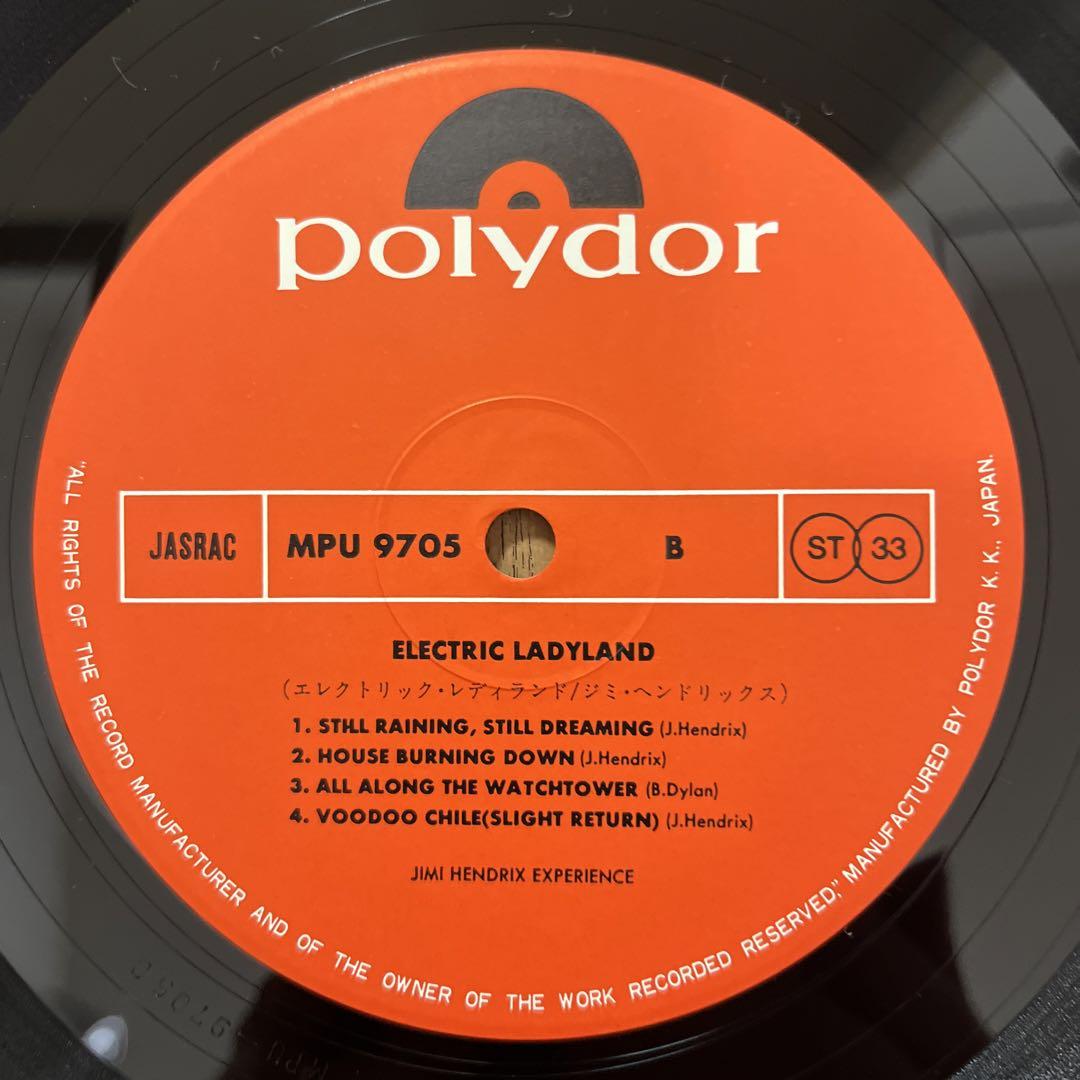 polydor
JASRAC
MPU 9705
B
ST 33
ELECTRIC LADYLAND
(エレクトリック・レディランド/ジミ・ヘンドリックス)
1. STILL RAINING, STILL DREAMING (J.Hendrix)
2. HOUSE BURNING DOWN (J.Hendrix)
3. ALL ALONG THE WATCHTOWER (B.Dylan)
4. VOODOO CHILE(SLIGHT RETURN) (J.Hendrix)
JIMI HENDRIX EXPERIENCE
"ALL RIGHTS OF THE RECORD MANUFACTURER AND OF THE OWNER OF THE WORK RECORDED RESERVED," MANUFACTURED BY POLYDOR K. K., JAPAN.